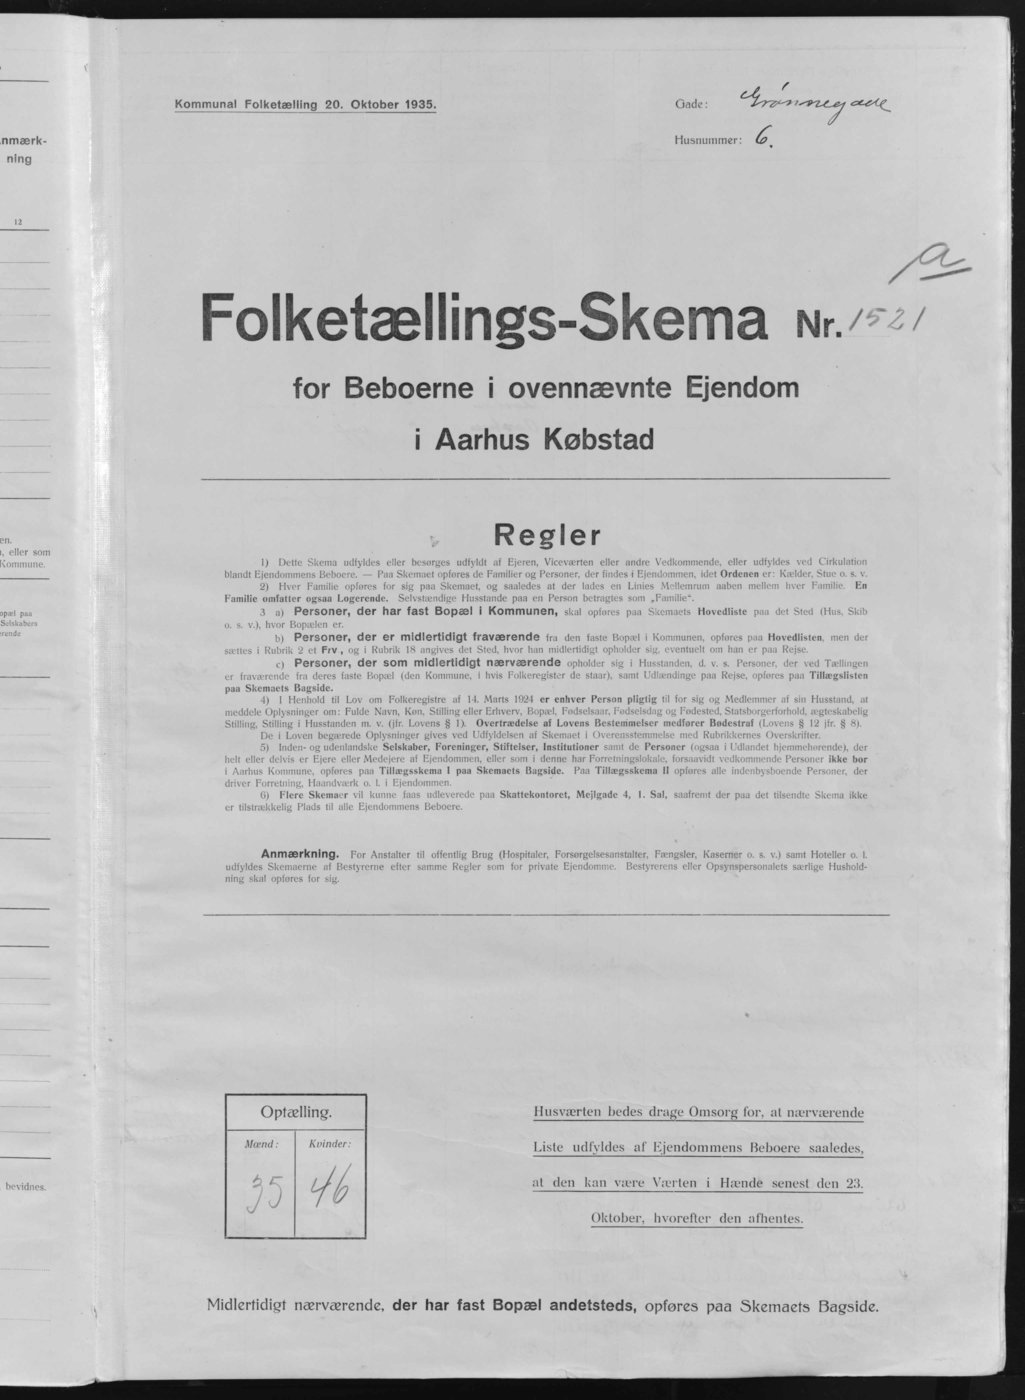 nmærk-
ning
12
en.
, eller som
Kommune.
opæl paa
Selskabers
erende
bevidnes.
Kommunal Folketælling 20. Oktober 1935.
Gade: Grønnegade
Husnummer: 6.
a
Folketællings-Skema Nr. 1521
for Beboerne i ovennævnte Ejendom
i Aarhus Købstad
Regler
1) Dette Skema udfyldes eller besørges udfyldt af Ejeren, Viceværten eller andre Vedkommende, eller udfyldes ved Cirkulation
blandt Ejendommens Beboere. — Paa Skemaet opføres de Familier og Personer, der findes i Ejendommen, idet Ordenen er: Kælder, Stue o. s. v.
2) Hver Familie opføres for sig paa Skemaet, og saaledes at der lades en Linies Mellemrum aaben mellem hver Familie. En
Familie omfatter ogsaa Logerende. Selvstændige Husstande paa en Person betragtes som „Familie“.
3 a) Personer, der har fast Bopæl i Kommunen, skal opføres paa Skemaets Hovedliste paa det Sted (Hus, Skib
o. s. v.), hvor Bopælen er.
b) Personer, der er midlertidigt fraværende fra den faste Bopæl i Kommunen, opføres paa Hovedlisten, men der
sættes i Rubrik 2 et Frv., og i Rubrik 18 angives det Sted, hvor han midlertidigt opholder sig, eventuelt om han er paa Rejse.
c) Personer, der som midlertidigt nærværende opholder sig i Husstanden, d. v. s. Personer, der ved Tællingen
er fraværende fra deres faste Bopæl (den Kommune, i hvis Folkeregister de staar), samt Udlændinge paa Rejse, opføres paa Tillægslisten
paa Skemaets Bagside.
4) I Henhold til Lov om Folkeregistre af 14. Marts 1924 er enhver Person pligtig til for sig og Medlemmer af sin Husstand, at
meddele Oplysninger om: Fulde Navn, Køn, Stilling eller Erhverv, Bopæl, Fødselsaar, Fødselsdag og Fødested, Statsborgerforhold, ægteskabelig
Stilling, Stilling i Husstanden m. v. (jfr. Lovens § 1). Overtrædelse af Lovens Bestemmelser medfører Bødestraf (Lovens § 12 jfr. § 8).
De i Loven begærede Oplysninger gives ved Udfyldelsen af Skemaet i Overensstemmelse med Rubrikkernes Overskrifter.
5) Inden- og udenlandske Selskaber, Foreninger, Stiftelser, Institutioner samt de Personer (ogsaa i Udlandet hjemmehørende), der
helt eller delvis er Ejere eller Medejere af Ejendommen, eller som i denne har Forretningslokale, forsaavidt vedkommende Personer ikke bor
i Aarhus Kommune, opføres paa Tillægsskema I paa Skemaets Bagside. Paa Tillægsskema II opføres alle indenbysboende Personer, der
driver Forretning, Haandværk o. l. i Ejendommen.
6) Flere Skemaer vil kunne faas udleverede paa Skattekontoret, Mejlgade 4, 1. Sal, saafremt der paa det tilsendte Skema ikke
er tilstrækkelig Plads til alle Ejendommens Beboere.
Anmærkning. For Anstalter til offentlig Brug (Hospitaler, Forsørgelsesanstalter, Fængsler, Kaserner o. s. v.) samt Hoteller o. l.
udfyldes Skemaerne af Bestyrerne efter samme Regler som for private Ejendomme. Bestyrerens eller Opsynspersonalets særlige Hushold-
ning skal opføres for sig.
Optælling.
Mænd: Kvinder:
35 46
Husværten bedes drage Omsorg for, at nærværende
Liste udfyldes af Ejendommens Beboere saaledes,
at den kan være Værten i Hænde senest den 23.
Oktober, hvorefter den afhentes.
Midlertidigt nærværende, der har fast Bopæl andetsteds, opføres paa Skemaets Bagside.